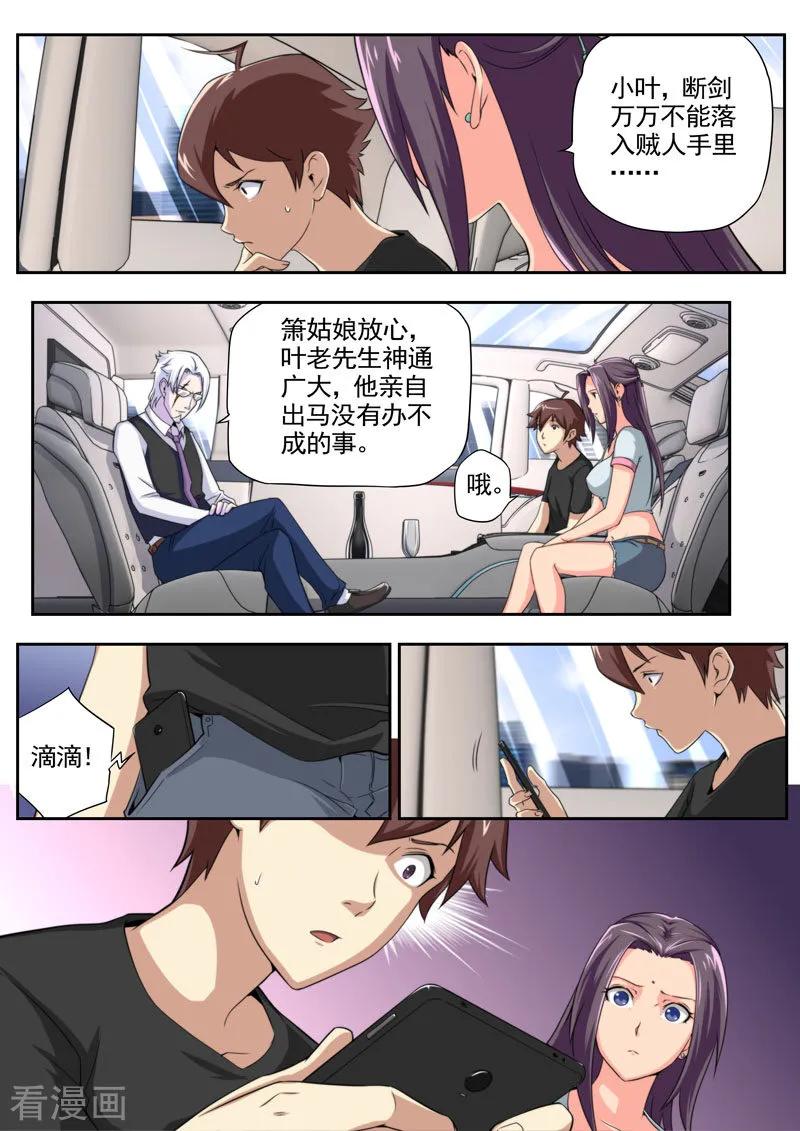 小叶，断剑
万万不能落
入贼人手里
……
箫姑娘放心，
叶老先生神通
广大，他亲自
出马没有办不
成的事。
哦。
滴滴！
看漫画